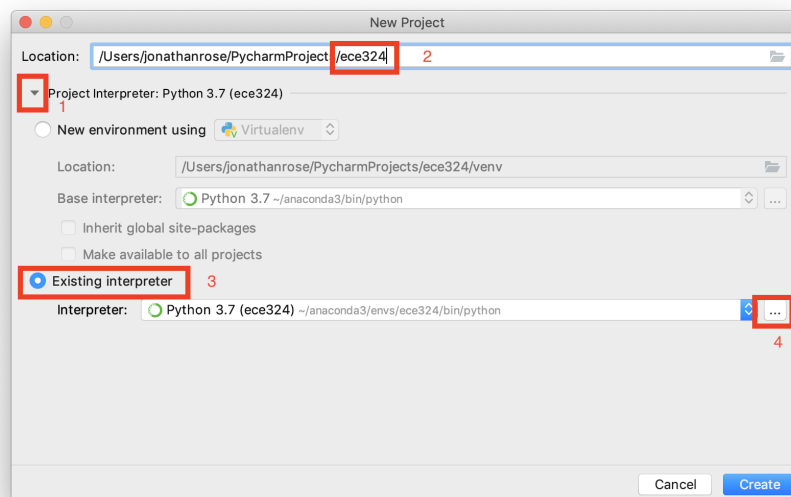 New Project
Location: /Users/jonathanrose/PycharmProject /ece324 2
Project Interpreter: Python 3.7 (ece324)
1
New environment using Virtualenv
Location: /Users/jonathanrose/PycharmProjects/ece324/venv
Base interpreter: Python 3.7 ~/anaconda3/bin/python ...
Inherit global site-packages
Make available to all projects
Existing interpreter 3
Interpreter: Python 3.7 (ece324) ~/anaconda3/envs/ece324/bin/python ...
4
Cancel Create